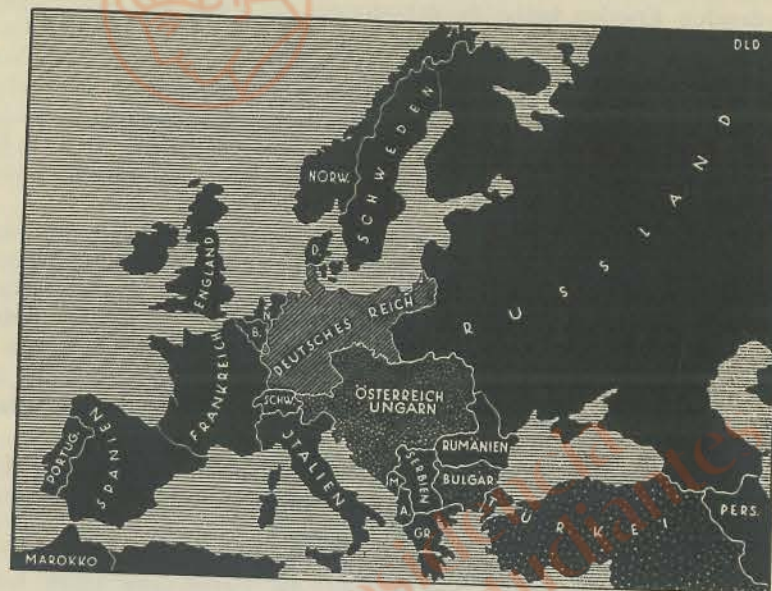 DLD
NORW.
SCHWEDEN
RUSSLAND
D.
ENGLAND
N.
B.
DEUTSCHES REICH
FRANKREICH
SCHW.
ÖSTERREICH
UNGARN
ITALIEN
RUMÄNIEN
SERBIEN
BULGAR.
M.
A.
GR.
TÜRKEI
PERS.
PORTUG.
SPANIEN
MAROKKO